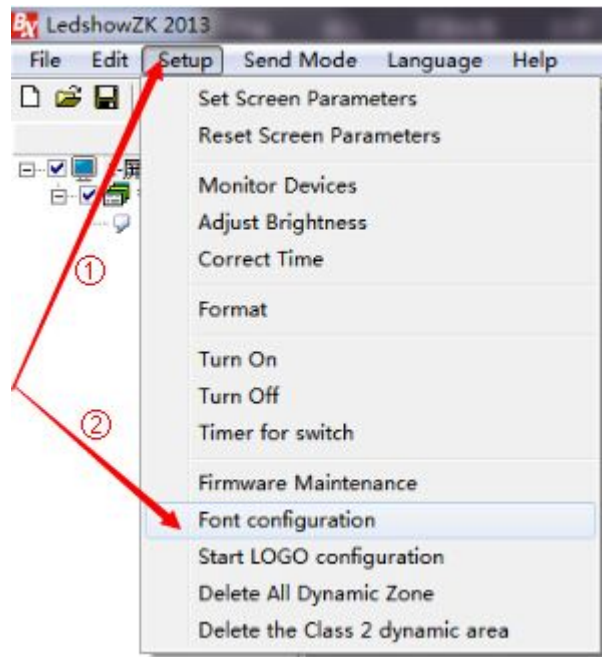 BX LedshowZK 2013
File Edit Setup Send Mode Language Help
Set Screen Parameters
Reset Screen Parameters
屏
Monitor Devices
Adjust Brightness
Correct Time
①
Format
Turn On
Turn Off
②
Timer for switch
Firmware Maintenance
Font configuration
Start LOGO configuration
Delete All Dynamic Zone
Delete the Class 2 dynamic area